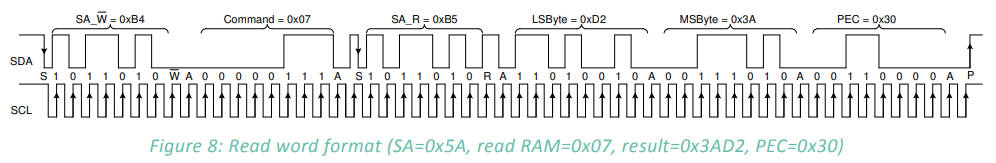 SA_W̅ = 0xB4 Command = 0x07 SA_R = 0xB5 LSByte = 0xD2 MSByte = 0x3A PEC = 0x30
SDA
S 1 0 1 1 0 1 0 W̅ A 0 0 0 0 0 1 1 1 A S 1 0 1 1 0 1 0 R A 1 1 0 1 0 0 1 0 A 0 0 1 1 1 0 1 0 A 0 0 1 1 0 0 0 0 A P
SCL
Figure 8: Read word format (SA=0x5A, read RAM=0x07, result=0x3AD2, PEC=0x30)